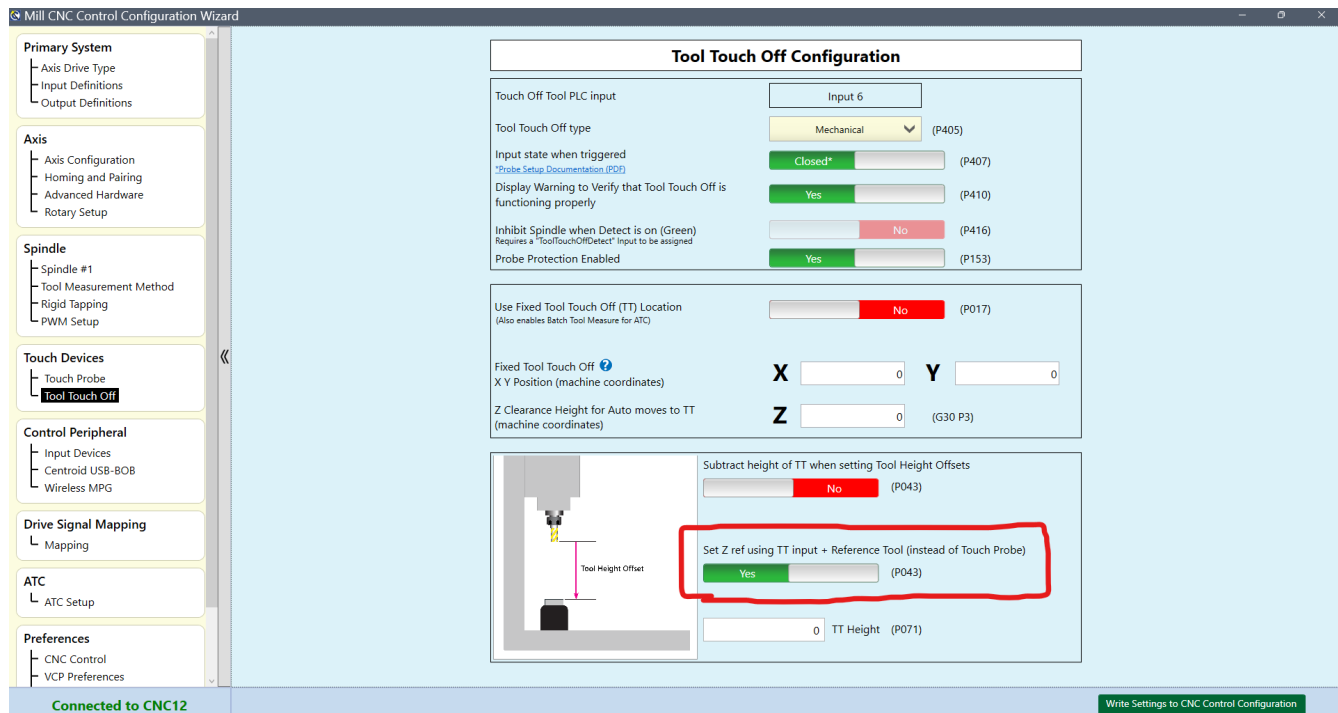 Mill CNC Control Configuration Wizard
Primary System
Axis Drive Type
Input Definitions
Output Definitions
Axis
Axis Configuration
Homing and Pairing
Advanced Hardware
Rotary Setup
Spindle
Spindle #1
Tool Measurement Method
Rigid Tapping
PWM Setup
Touch Devices
Touch Probe
Tool Touch Off
Control Peripheral
Input Devices
Centroid USB-BOB
Wireless MPG
Drive Signal Mapping
Mapping
ATC
ATC Setup
Preferences
CNC Control
VCP Preferences
Connected to CNC12
Tool Touch Off Configuration
Touch Off Tool PLC input
Input 6
Tool Touch Off type
Mechanical
(P405)
Input state when triggered
*Probe Setup Documentation (PDF)
Closed*
(P407)
Display Warning to Verify that Tool Touch Off is
functioning properly
Yes
(P410)
Inhibit Spindle when Detect is on (Green)
Requires a "ToolTouchOffDetect" Input to be assigned
No
(P416)
Probe Protection Enabled
Yes
(P153)
Use Fixed Tool Touch Off (TT) Location
(Also enables Batch Tool Measure for ATC)
No
(P017)
Fixed Tool Touch Off ?
X Y Position (machine coordinates)
X 0 Y 0
Z Clearance Height for Auto moves to TT
(machine coordinates)
Z 0 (G30 P3)
Tool Height Offset
Subtract height of TT when setting Tool Height Offsets
No (P043)
Set Z ref using TT input + Reference Tool (instead of Touch Probe)
Yes (P043)
0 TT Height (P071)
Write Settings to CNC Control Configuration